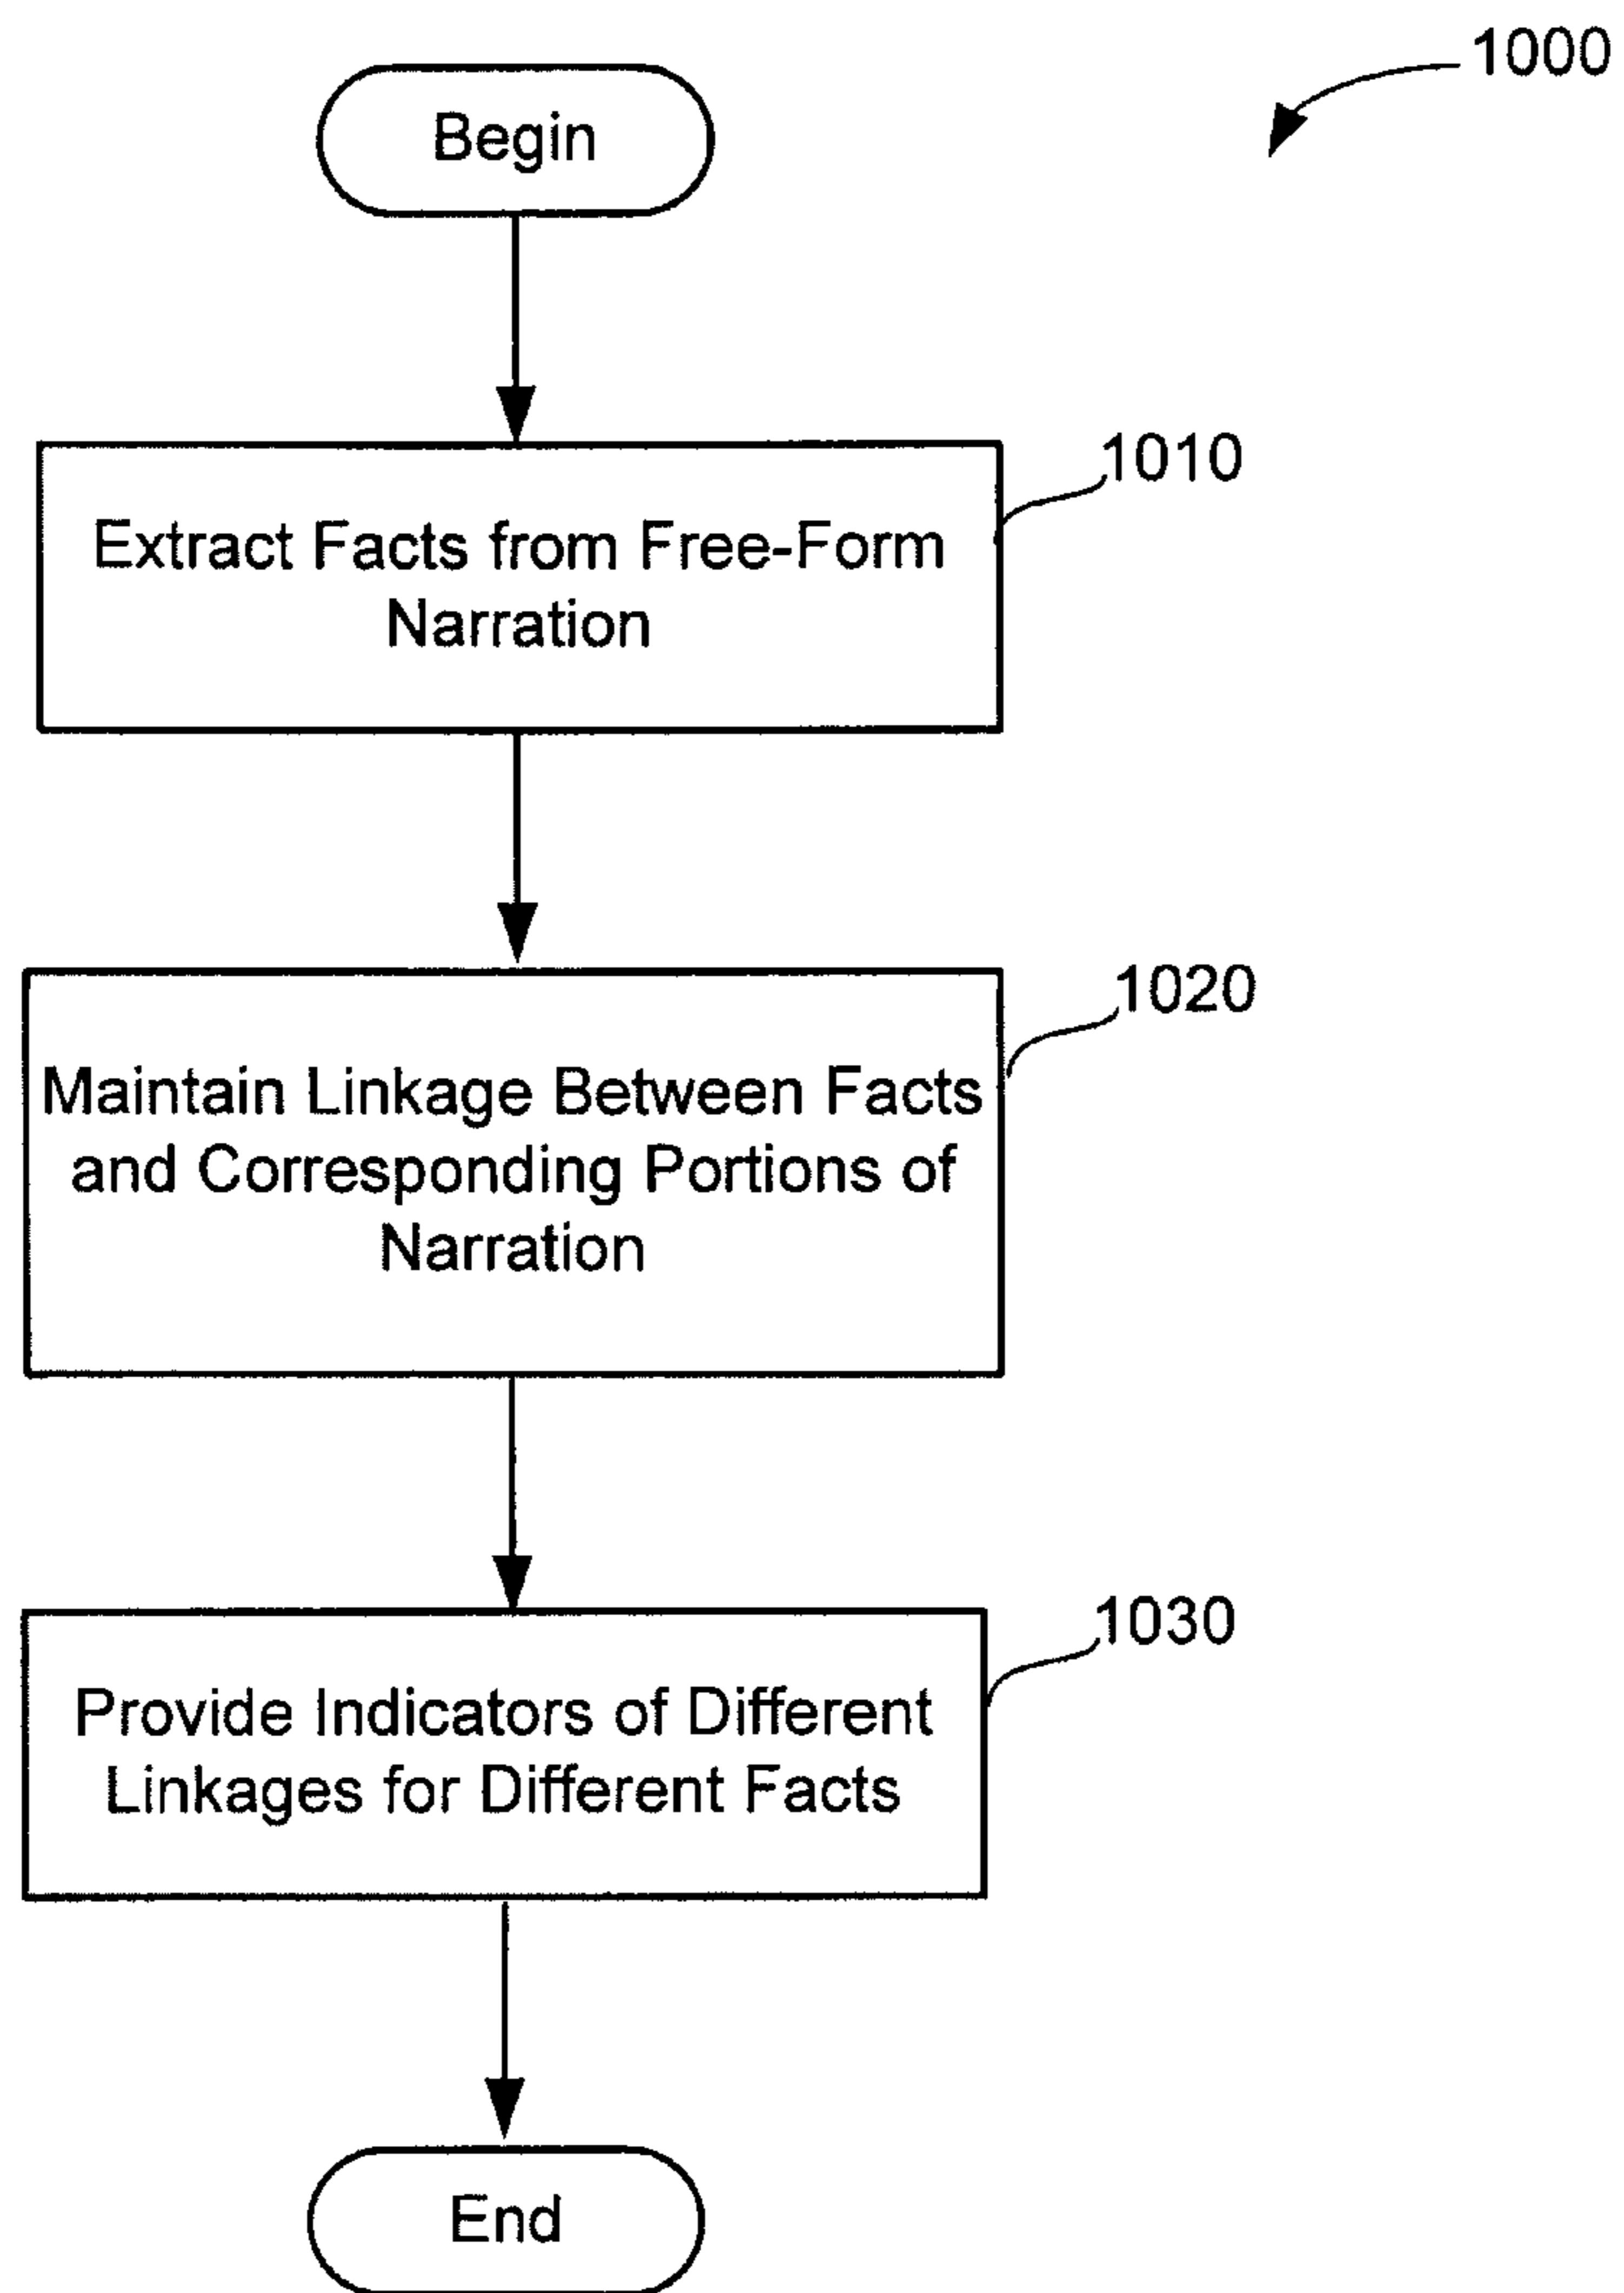 1000
Begin
1010
Extract Facts from Free-Form
Narration
1020
Maintain Linkage Between Facts
and Corresponding Portions of
Narration
1030
Provide Indicators of Different
Linkages for Different Facts
End